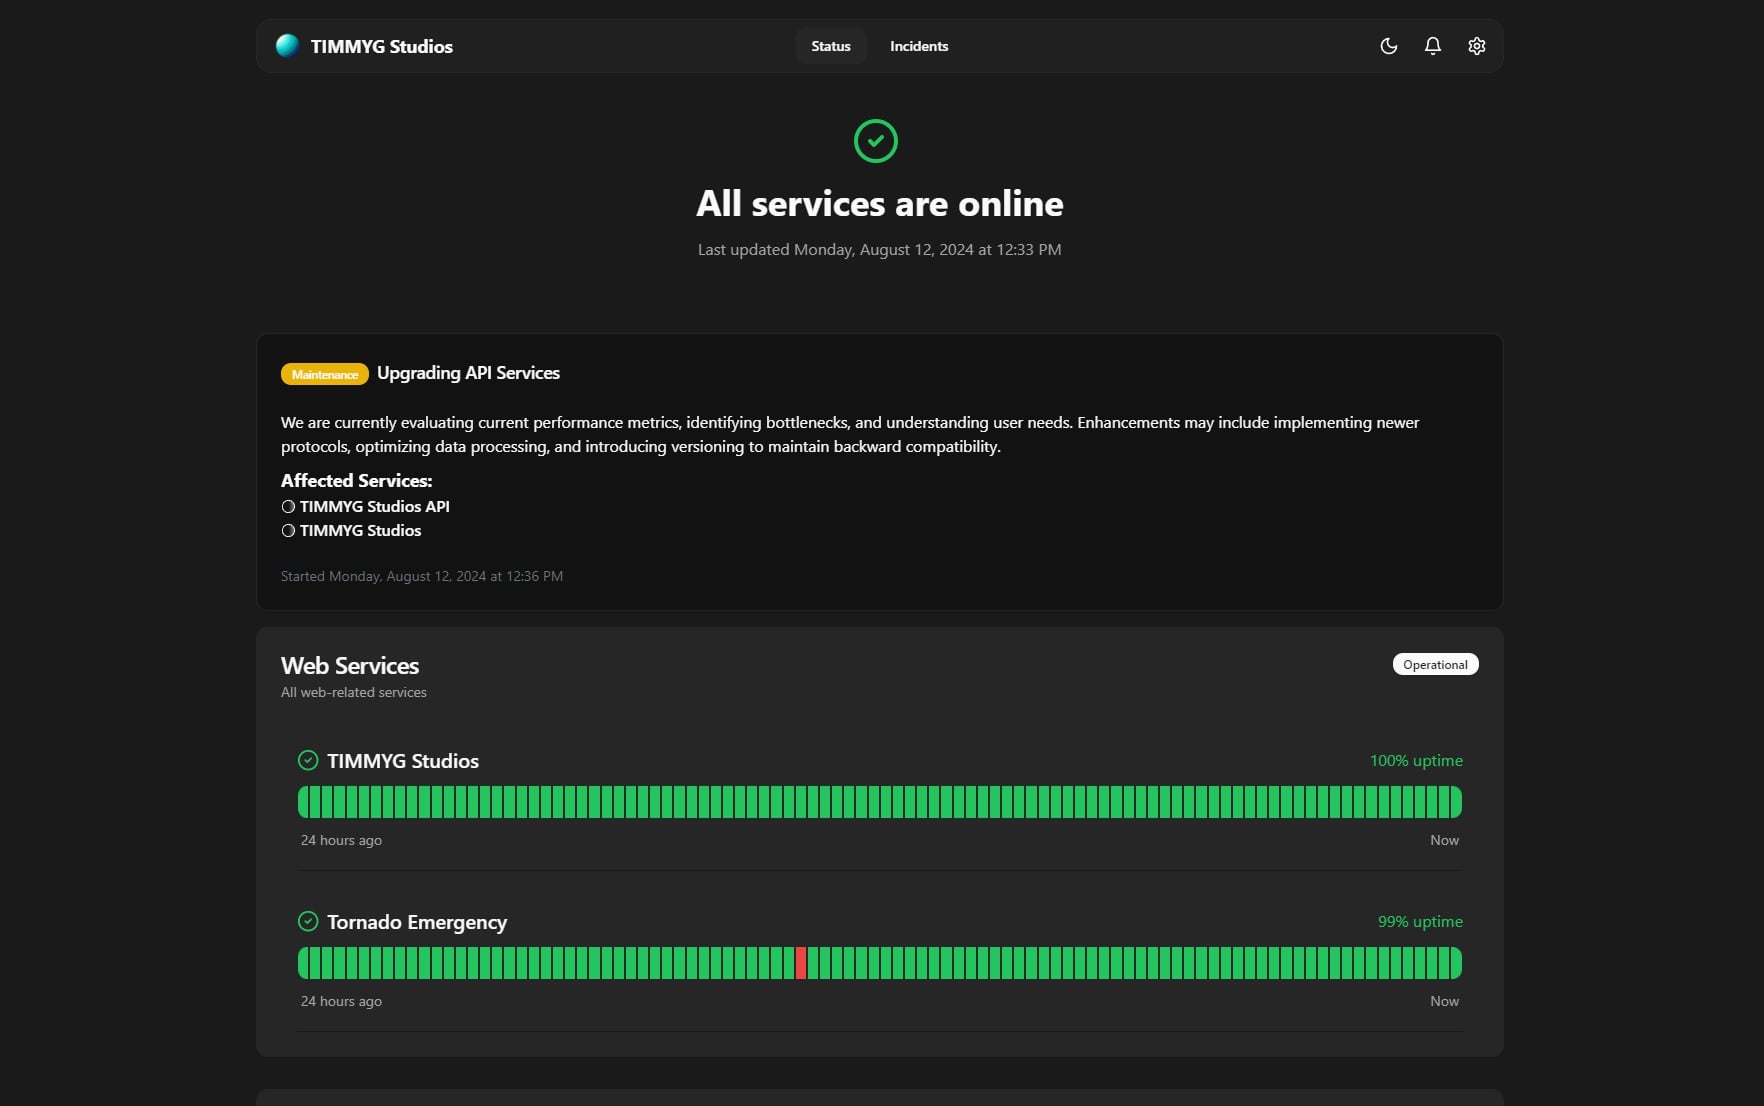 TIMMYG Studios
Status
Incidents
All services are online
Last updated Monday, August 12, 2024 at 12:33 PM
Maintenance Upgrading API Services
We are currently evaluating current performance metrics, identifying bottlenecks, and understanding user needs. Enhancements may include implementing newer
protocols, optimizing data processing, and introducing versioning to maintain backward compatibility.
Affected Services:
TIMMYG Studios API
TIMMYG Studios
Started Monday, August 12, 2024 at 12:36 PM
Web Services
Operational
All web-related services
TIMMYG Studios
100% uptime
24 hours ago
Now
Tornado Emergency
99% uptime
24 hours ago
Now